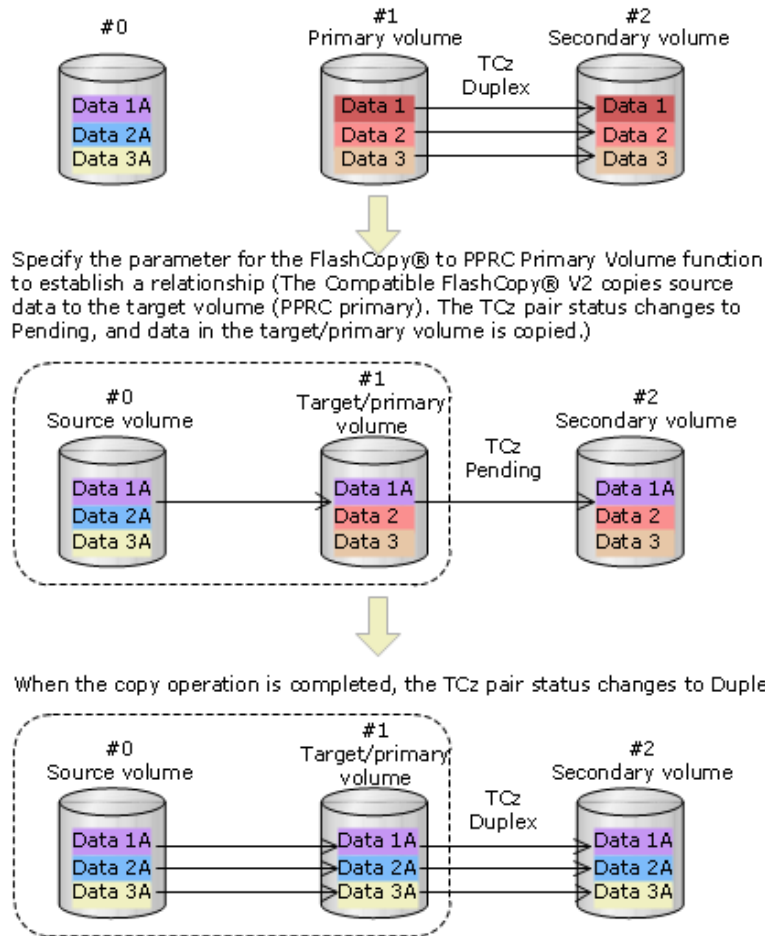 #0
#1
Primary volume
#2
Secondary volume
TCz
Duplex
Data 1A
Data 2A
Data 3A
Data 1
Data 2
Data 3
Data 1
Data 2
Data 3
Specify the parameter for the FlashCopy® to PPRC Primary Volume function
to establish a relationship (The Compatible FlashCopy® V2 copies source
data to the target volume (PPRC primary). The TCz pair status changes to
Pending, and data in the target/primary volume is copied.)
#0
Source volume
#1
Target/primary
volume
#2
Secondary volume
TCz
Pending
Data 1A
Data 2A
Data 3A
Data 1A
Data 2
Data 3
Data 1A
Data 2
Data 3
When the copy operation is completed, the TCz pair status changes to Duple
#0
Source volume
#1
Target/primary
volume
#2
Secondary volume
TCz
Duplex
Data 1A
Data 2A
Data 3A
Data 1A
Data 2A
Data 3A
Data 1A
Data 2A
Data 3A